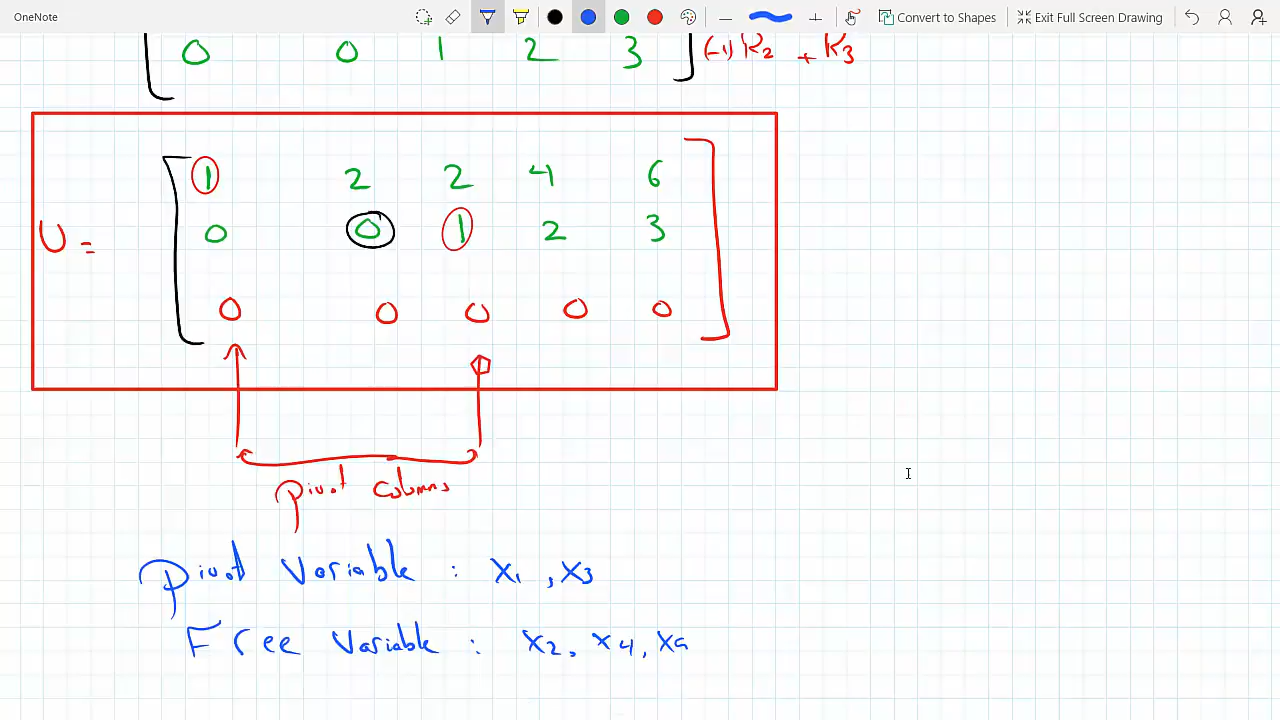 OneNote
Convert to Shapes Exit Full Screen Drawing
0 0 1 2 3 (-1) R2 + R3
1 2 2 4 6
U = 0 0 1 2 3
0 0 0 0 0
pivot columns
pivot Variable : x1 , x3
Free Variable : x2, x4, x5